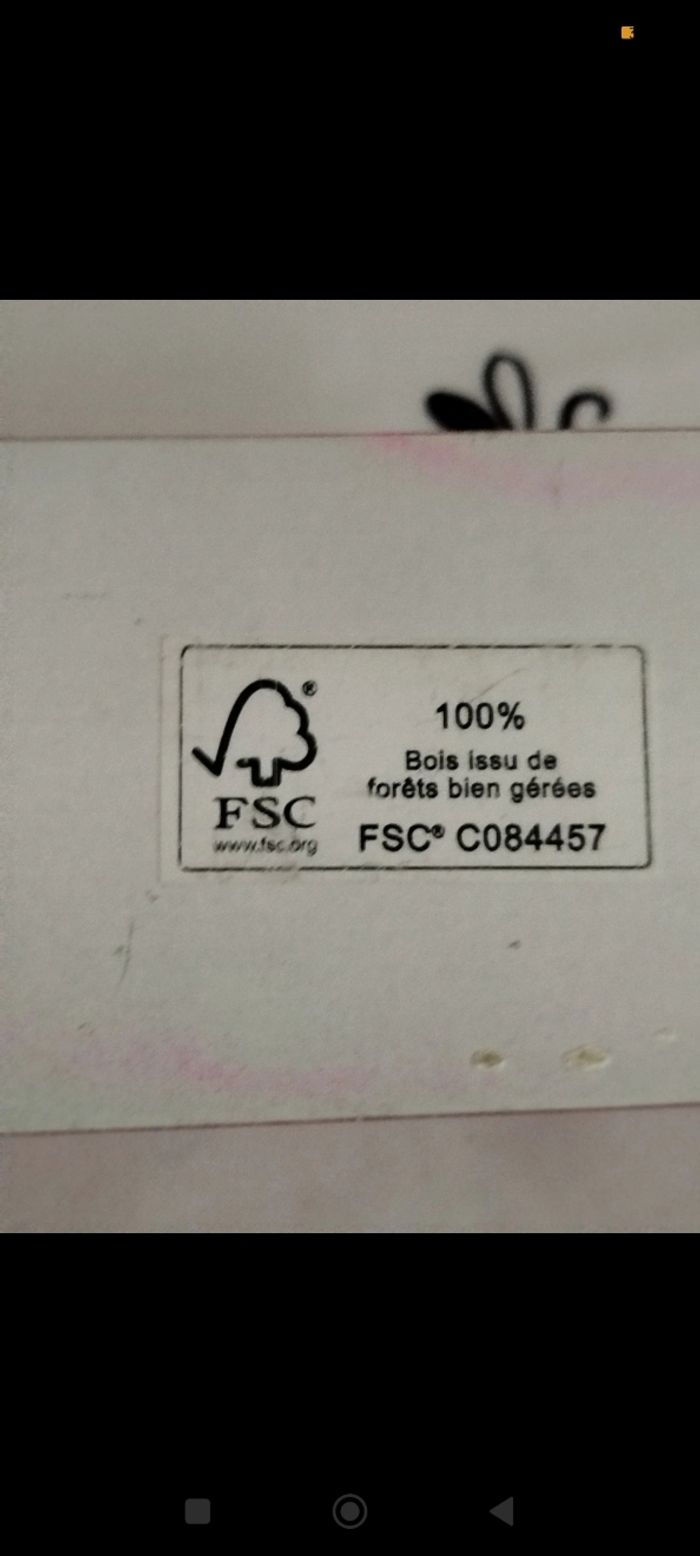 100%
Bois issu de
forêts bien gérées
FSC® C084457
®
FSC
www.fsc.org